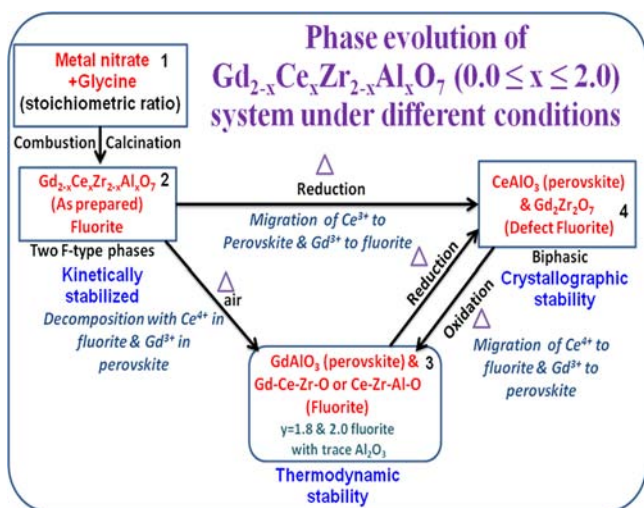 Phase evolution of
Gd₂₋ₓCeₓZr₂₋ₓAlₓO₇ (0.0 ≤ x ≤ 2.0)
system under different conditions
Metal nitrate 1
+Glycine
(stoichiometric ratio)
Combustion Calcination
Gd₂₋ₓCeₓZr₂₋ₓAlₓO₇ 2
(As prepared)
Fluorite
Two F-type phases
Kinetically
stabilized
Decomposition with Ce⁴⁺ in
fluorite & Gd³⁺ in
perovskite
△
Reduction
Migration of Ce³⁺ to
Perovskite & Gd³⁺ to fluorite
CeAlO₃ (perovskite)
& Gd₂Zr₂O₇ 4
(Defect Fluorite)
Biphasic
Crystallographic
stability
△
air
△
Reduction
Oxidation
△
Migration of Ce⁴⁺ to
fluorite & Gd³⁺ to
perovskite
GdAlO₃ (perovskite) & 3
Gd-Ce-Zr-O or Ce-Zr-Al-O
(Fluorite)
y=1.8 & 2.0 fluorite
with trace Al₂O₃
Thermodynamic
stability